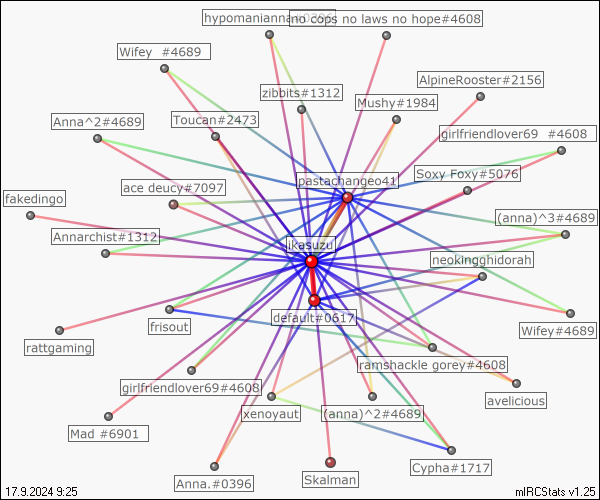 hypomanianna
no cops no laws no hope#4608
Wifey #4689
AlpineRooster#2156
zibbits#1312
Mushy#1984
Anna^2#4689
Toucan#2473
girlfriendlover69 #4608
pastachangeo41
Soxy Foxy#5076
ace deucy#7097
fakedingo
(anna)^3#4689
Annarchist#1312
ikasuzu
neokingghidorah
default#0617
frisout
Wifey#4689
rattgaming
ramshackle gorey#4608
girlfriendlover69#4608
avelicious
xenoyaut
(anna)^2#4689
Mad #6901
Cypha#1717
Anna.#0396
Skalman
17.9.2024 9:25
mIRCStats v1.25